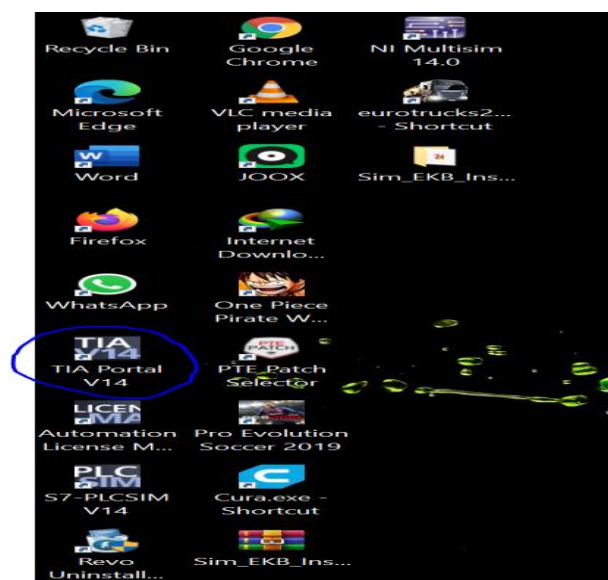 Recycle Bin
Google
Chrome
NI Multisim
14.0
Microsoft
Edge
VLC media
player
eurotrucks2...
- Shortcut
W
Word
JOOX
Sim_EKB_Ins...
Firefox
Internet
Downlo...
WhatsApp
One Piece
Pirate W...
TIA
V14
TIA Portal
V14
PTE
PATCH
PTE Patch
Selector
LICEN
MA
Automation
License M...
Pro Evolution
Soccer 2019
PLC
SIM
S7-PLCSIM
V14
Cura.exe -
Shortcut
Revo
Uninstall...
Sim_EKB_Ins...